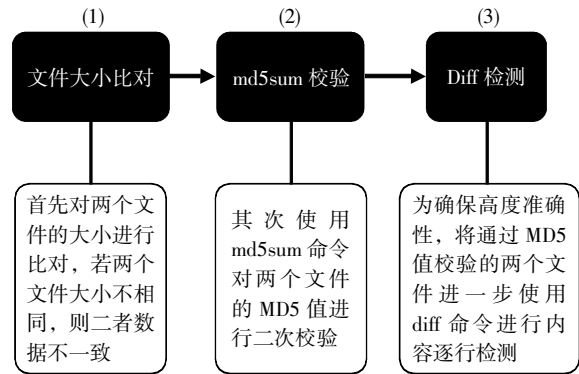 (1)
(2)
(3)
文件大小比对
md5sum 校验
Diff 检测
首先对两个文
件的大小进行
比对，若两个
文件大小不相
同，则二者数
据不一致
其次使用
md5sum 命令
对两个文件
的 MD5 值进
行二次校验
为确保高度准确
性，将通过 MD5
值校验的两个文
件进一步使用
diff 命令进行内
容逐行检测